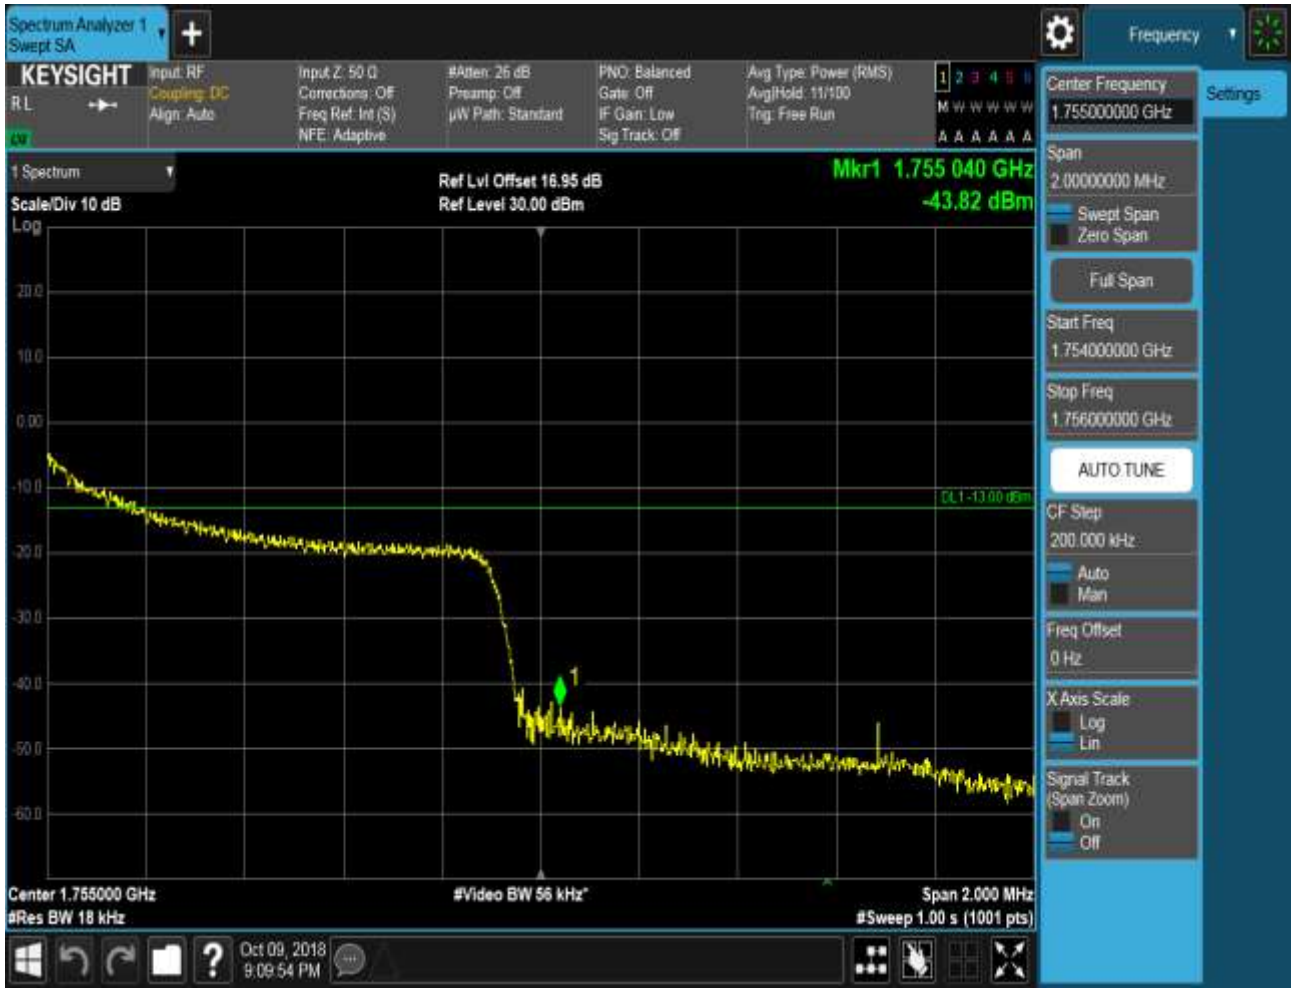 Spectrum Analyzer 1
Swept SA
Frequency
KEYSIGHT
R L
LW
Input: RF
Coupling: DC
Align: Auto
Input Z: 50 Ω
Corrections: Off
Freq Ref: Int (S)
NFE: Adaptive
#Atten: 26 dB
Preamp: Off
µW Path: Standard
PNO: Balanced
Gate: Off
IF Gain: Low
Sig Track: Off
Avg Type: Power (RMS)
Avg|Hold: 11/100
Trig: Free Run
1 2 3 4 5 6
M W W W W W
A A A A A A
1 Spectrum
Scale/Div 10 dB
Log
Ref Lvl Offset 16.95 dB
Ref Level 30.00 dBm
Mkr1 1.755 040 GHz
-43.82 dBm
20.0
10.0
0.00
-10.0
-20.0
-30.0
-40.0
-50.0
-60.0
DL1 -13.00 dBm
1
Center 1.755000 GHz
#Res BW 18 kHz
#Video BW 56 kHz*
Span 2.000 MHz
#Sweep 1.00 s (1001 pts)
Oct 09, 2018
9:09:54 PM
Center Frequency
1.755000000 GHz
Span
2.00000000 MHz
Swept Span
Zero Span
Full Span
Start Freq
1.754000000 GHz
Stop Freq
1.756000000 GHz
AUTO TUNE
CF Step
200.000 kHz
Auto
Man
Freq Offset
0 Hz
X Axis Scale
Log
Lin
Signal Track
(Span Zoom)
On
Off
Settings